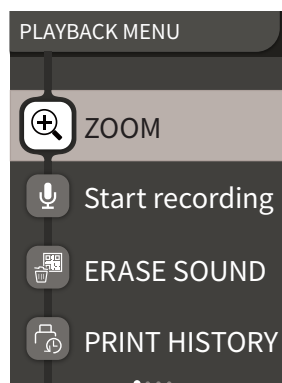 PLAYBACK MENU
ZOOM
Start recording
ERASE SOUND
PRINT HISTORY